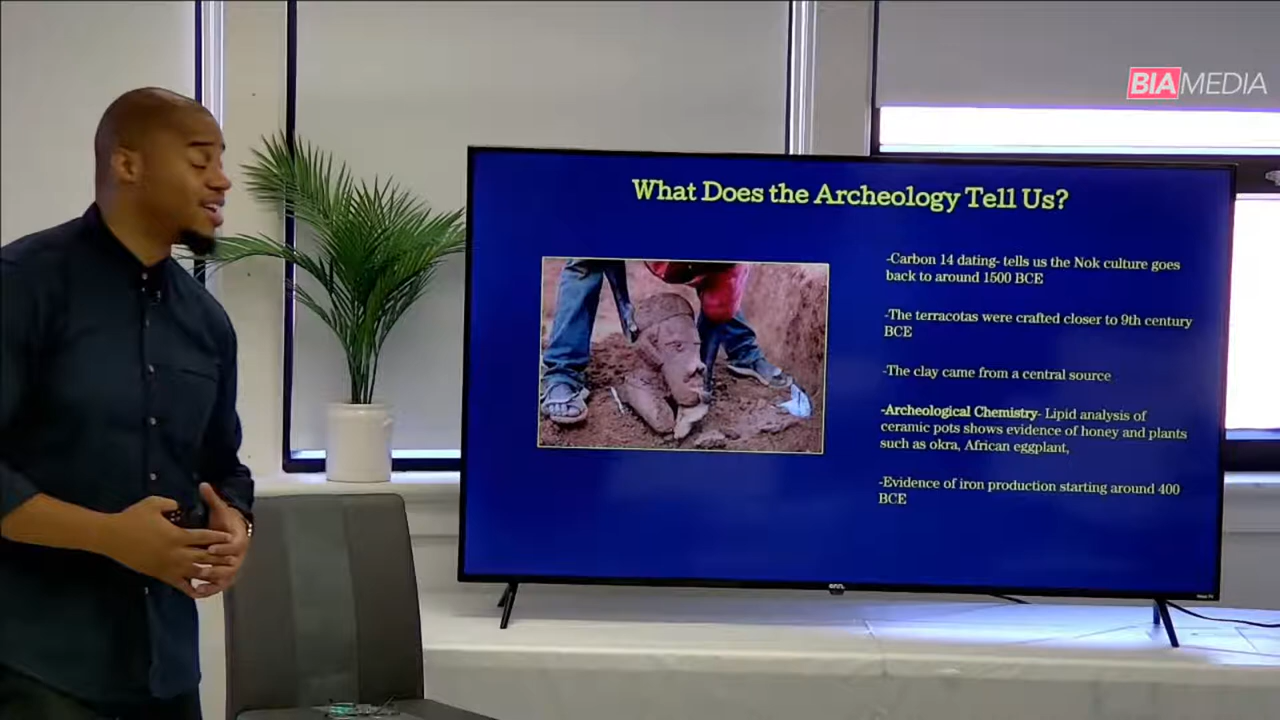 BIAMEDIA
What Does the Archeology Tell Us?
-Carbon 14 dating- tells us the Nok culture goes
back to around 1500 BCE
-The terracotas were crafted closer to 9th century
BCE
-The clay came from a central source
-Archeological Chemistry- Lipid analysis of
ceramic pots shows evidence of honey and plants
such as okra, African eggplant,
-Evidence of iron production starting around 400
BCE
onn.